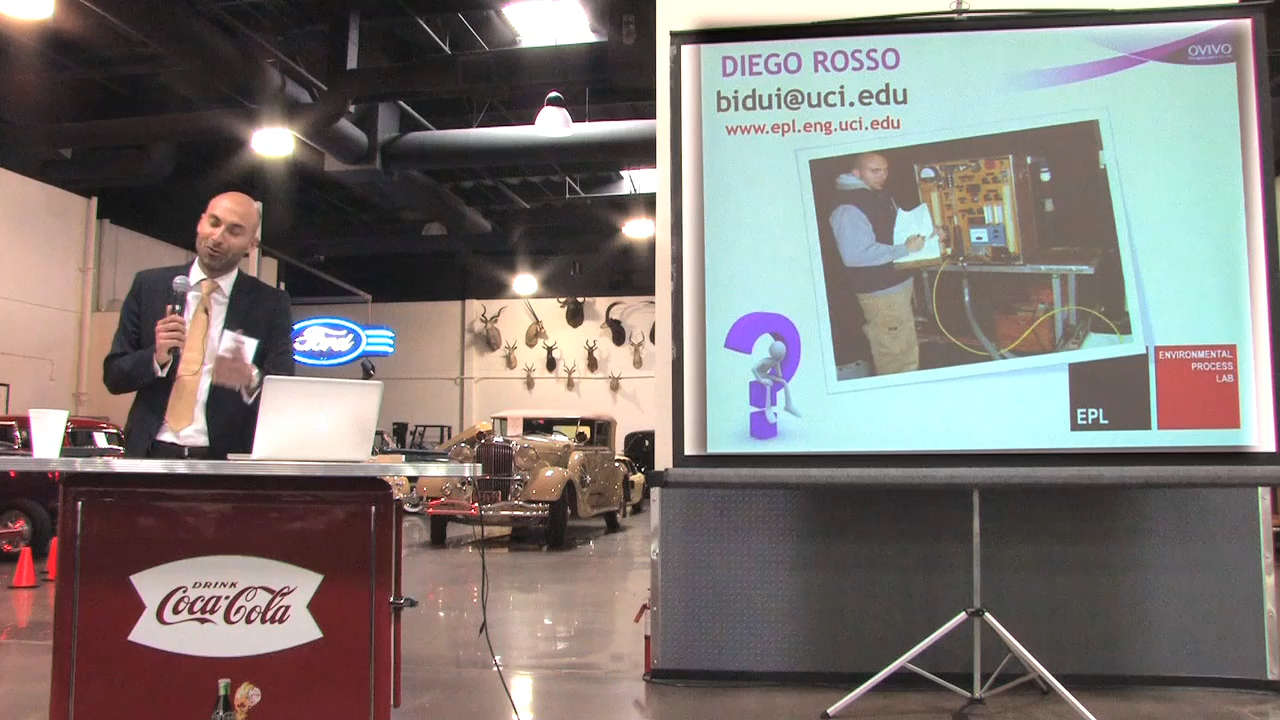 DIEGO ROSSO
bidui@uci.edu
www.epl.eng.uci.edu
OVIVO
ENVIRONMENTAL
PROCESS
LAB
EPL
Ford
DRINK
Coca-Cola